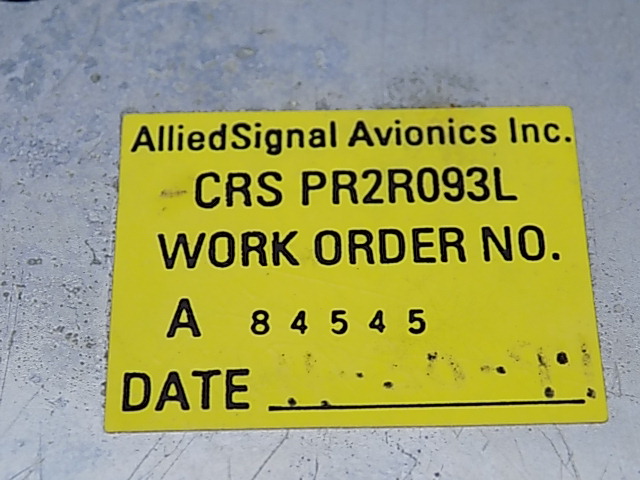 AlliedSignal Avionics Inc.
CRS PR2R093L
WORK ORDER NO.
A 84545
DATE